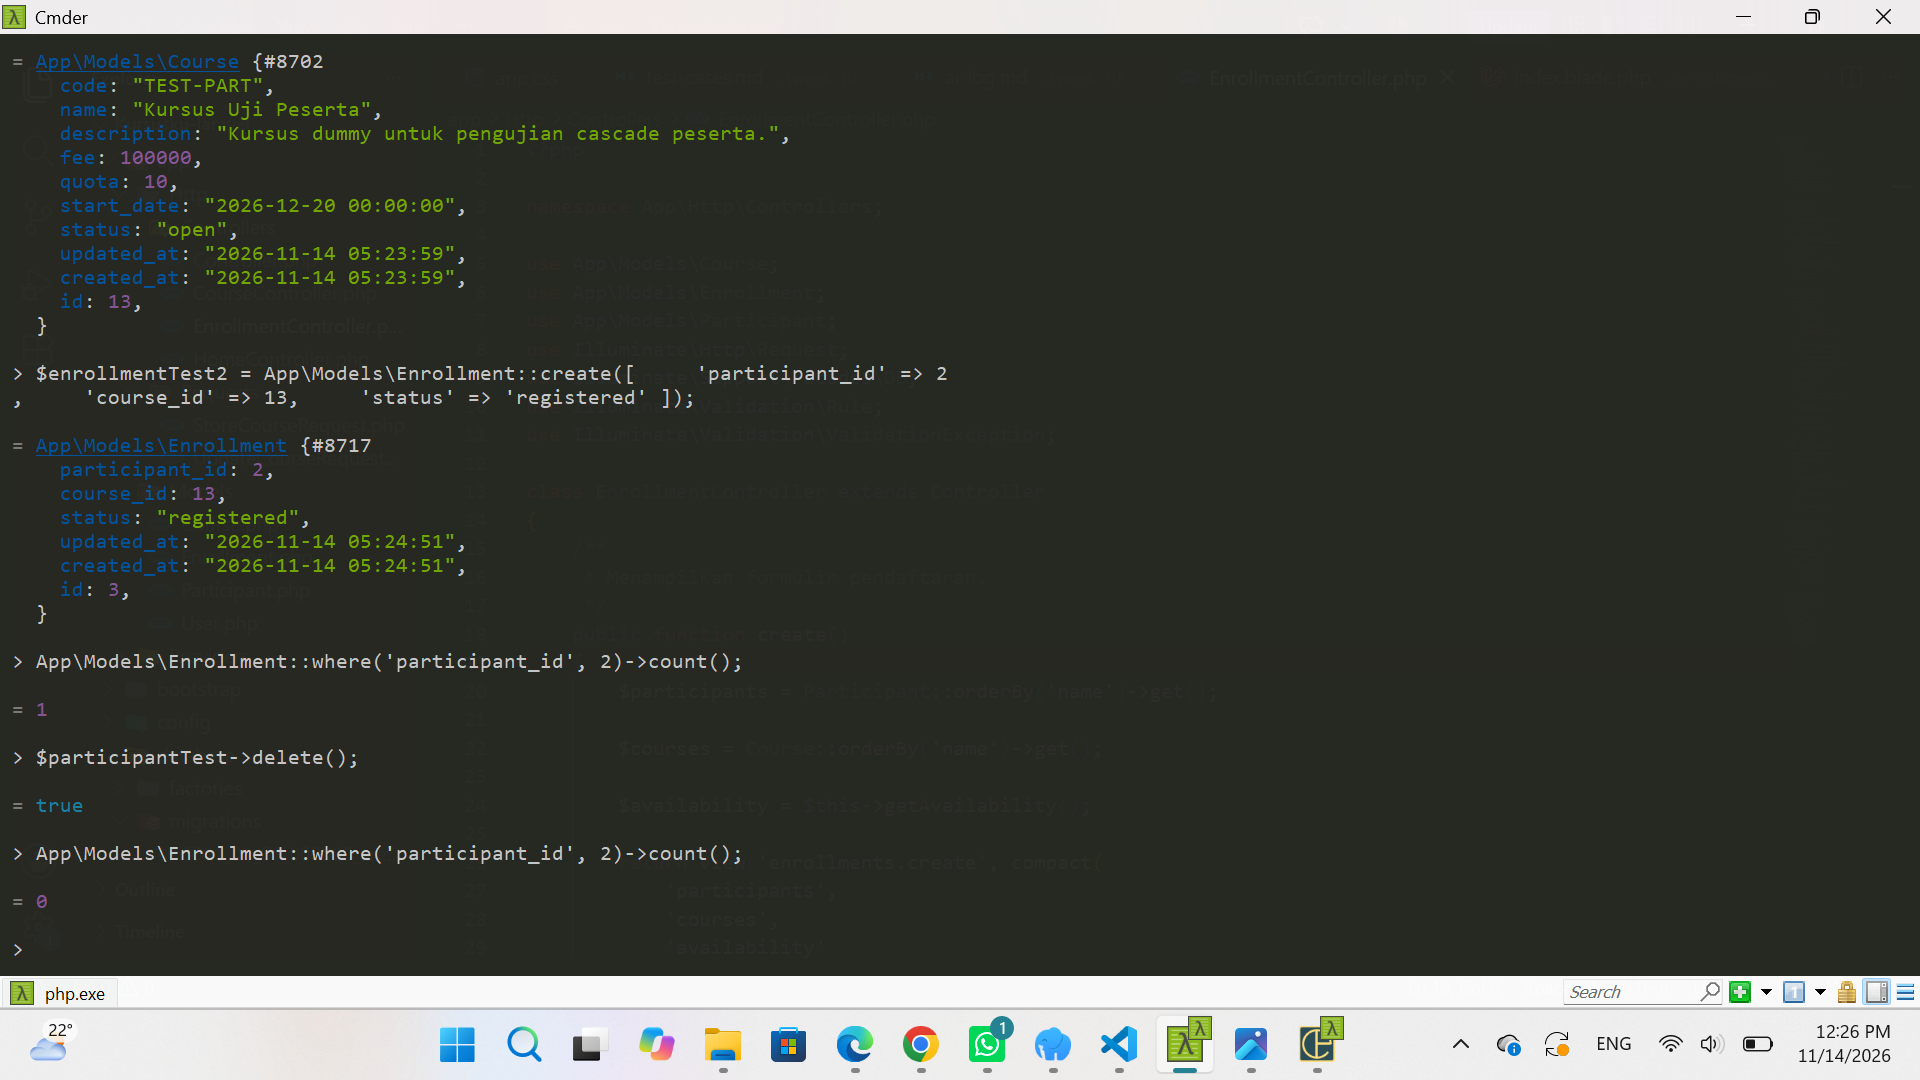 Cmder
= App\Models\Course {#8702
code: "TEST-PART",
name: "Kursus Uji Peserta",
description: "Kursus dummy untuk pengujian cascade peserta.",
fee: 100000,
quota: 10,
start_date: "2026-12-20 00:00:00",
status: "open",
updated_at: "2026-11-14 05:23:59",
created_at: "2026-11-14 05:23:59",
id: 13,
}
> $enrollmentTest2 = App\Models\Enrollment::create([     'participant_id' => 2
,     'course_id' => 13,     'status' => 'registered' ]);
= App\Models\Enrollment {#8717
participant_id: 2,
course_id: 13,
status: "registered",
updated_at: "2026-11-14 05:24:51",
created_at: "2026-11-14 05:24:51",
id: 3,
}
> App\Models\Enrollment::where('participant_id', 2)->count();
= 1
> $participantTest->delete();
= true
> App\Models\Enrollment::where('participant_id', 2)->count();
= 0
>
php.exe
Search
22°
1
ENG
12:26 PM
11/14/2026